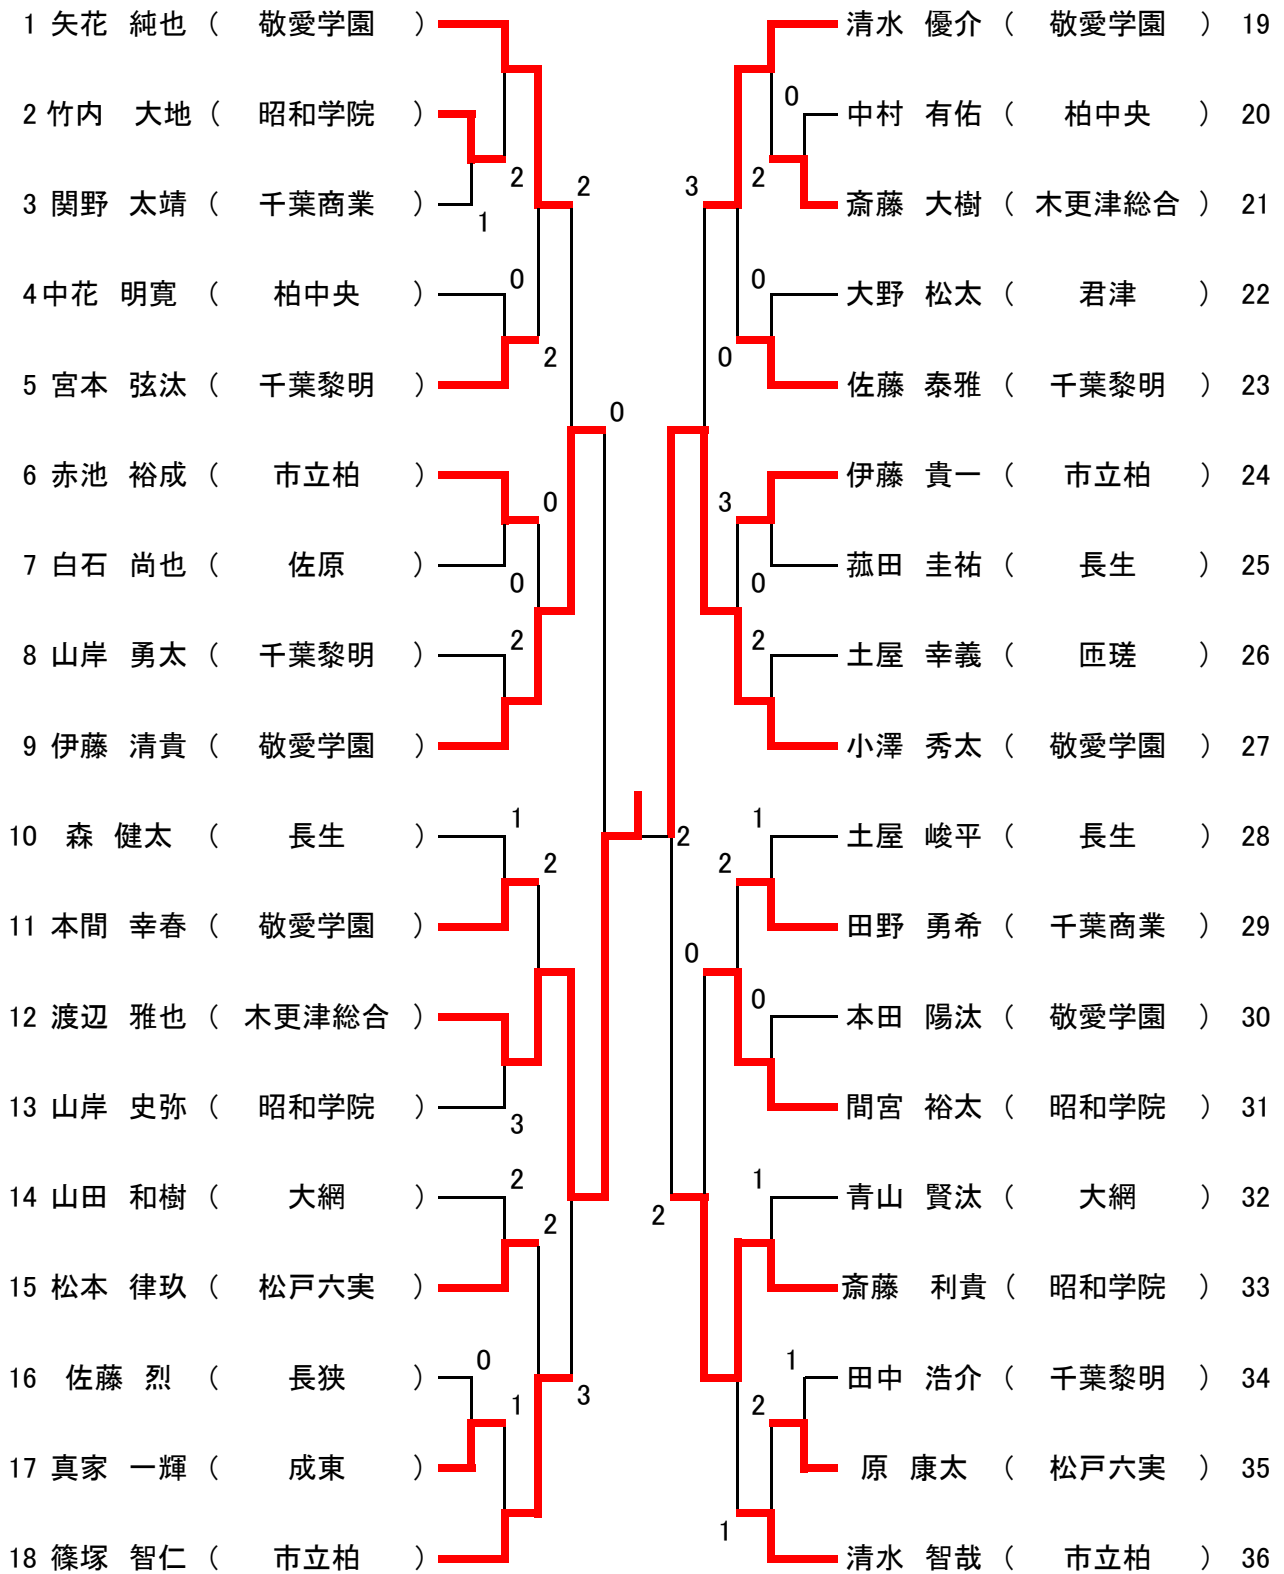 1 矢花 純也 ( 敬愛学園 )
2 竹内 大地 ( 昭和学院 )
2
1
3 関野 太靖 ( 千葉商業 )
2
0
4 中花 明寛 ( 柏中央 )
2
5 宮本 弦汰 ( 千葉黎明 )
0
6 赤池 裕成 ( 市立柏 )
0
7 白石 尚也 ( 佐原 )
0
2
8 山岸 勇太 ( 千葉黎明 )
9 伊藤 清貴 ( 敬愛学園 )
1
10 森 健太 ( 長生 )
2
11 本間 幸春 ( 敬愛学園 )
12 渡辺 雅也 ( 木更津総合 )
13 山岸 史弥 ( 昭和学院 )
3
2
14 山田 和樹 ( 大網 )
2
15 松本 律玖 ( 松戸六実 )
0
16 佐藤 烈 ( 長狭 )
3
1
17 真家 一輝 ( 成東 )
18 篠塚 智仁 ( 市立柏 )
清水 優介 ( 敬愛学園 ) 19
0
中村 有佑 ( 柏中央 ) 20
3
2
斎藤 大樹 ( 木更津総合 ) 21
0
大野 松太 ( 君津 ) 22
0
佐藤 泰雅 ( 千葉黎明 ) 23
伊藤 貴一 ( 市立柏 ) 24
3
菰田 圭祐 ( 長生 ) 25
0
2
土屋 幸義 ( 匝瑳 ) 26
小澤 秀太 ( 敬愛学園 ) 27
1
2
土屋 峻平 ( 長生 ) 28
2
田野 勇希 ( 千葉商業 ) 29
0
0
本田 陽汰 ( 敬愛学園 ) 30
間宮 裕太 ( 昭和学院 ) 31
1
青山 賢汰 ( 大網 ) 32
2
斎藤 利貴 ( 昭和学院 ) 33
1
田中 浩介 ( 千葉黎明 ) 34
2
原 康太 ( 松戸六実 ) 35
1
清水 智哉 ( 市立柏 ) 36